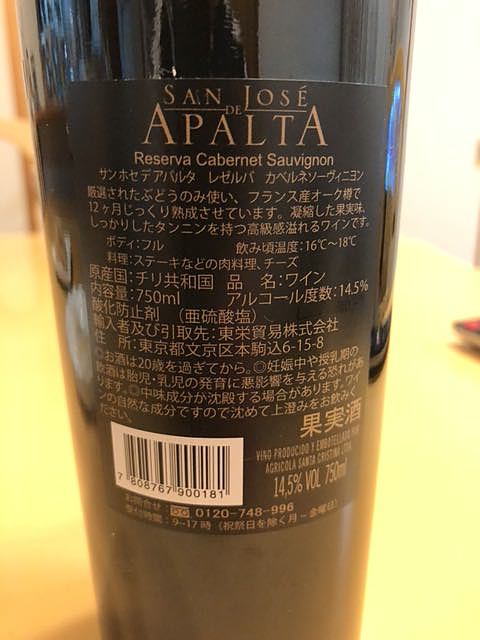 SAN JOSÉ
DE
APALTA
Reserva Cabernet Sauvignon
サンホセデアパルタ レゼルバ カベルネソーヴィニヨン
厳選されたぶどうのみ使い、フランス産オーク樽で
12ヶ月じっくり熟成させています。凝縮した果実味、
しっかりしたタンニンを持つ高級感溢れるワインです。
ボディ:フル 飲み頃温度:16℃~18℃
料理:ステーキなどの肉料理、チーズ
原産国:チリ共和国 品 名:ワイン
内容量:750ml アルコール度数:14.5%
酸化防止剤 (亜硫酸塩)
輸入者及び引取先:東栄貿易株式会社
住 所:東京都文京区本駒込6-15-8
◎お酒は20歳を過ぎてから。◎妊娠中や授乳期の
飲酒は胎児・乳児の発育に悪影響を与える恐れがあ
ります。◎中味成分が沈殿する場合があります。ワイ
ンの自然な成分ですので沈めて上澄みをお飲みく
ださい。
果実酒
VINO PRODUCIDO Y EMBOTELLADO POR
AGRICOLA SANTA CRISTINA LTDA.
14,5% VOL 750ml
7 808767 900181
お問合せ: 0120-748-996
受付時間:9~17時 (祝祭日を除く月~金曜日)